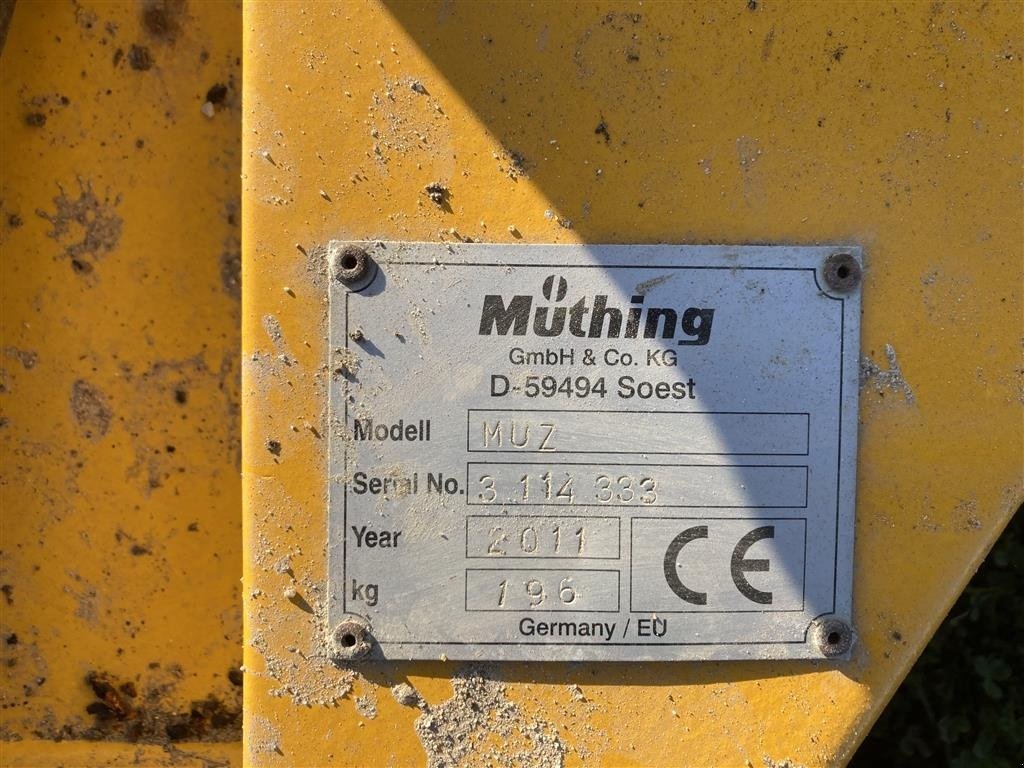 Müthing
GmbH & Co. KG
D-59494 Soest
Modell MUZ
Serial No. 3 114 333
Year 2011 CE
kg 196
Germany / EU